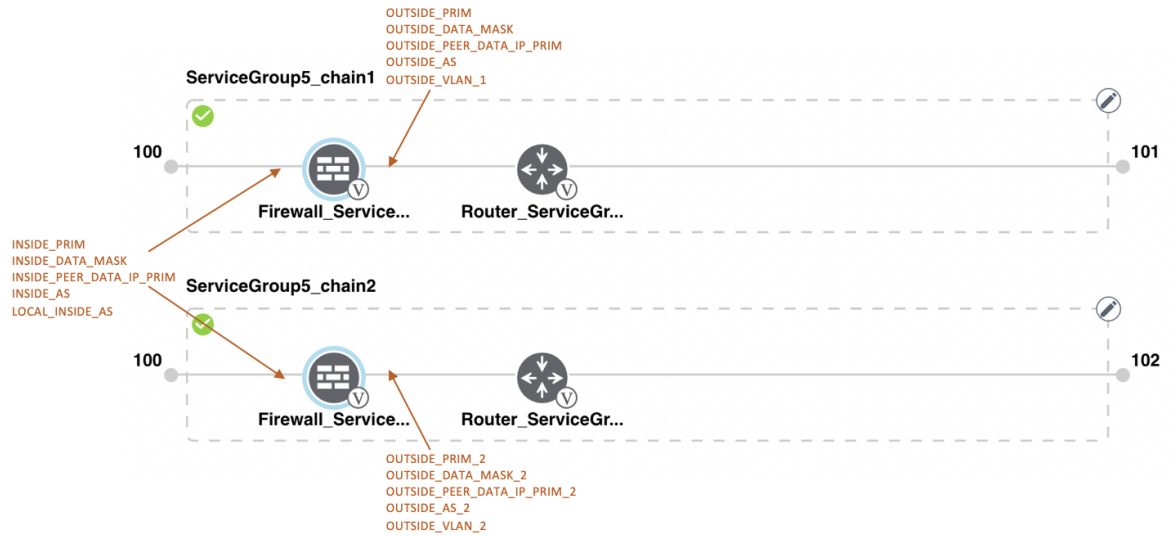 OUTSIDE_PRIM
OUTSIDE_DATA_MASK
OUTSIDE_PEER_DATA_IP_PRIM
OUTSIDE_AS
OUTSIDE_VLAN_1
ServiceGroup5_chain1
100
101
V
V
Firewall_Service...
Router_ServiceGr...
INSIDE_PRIM
INSIDE_DATA_MASK
INSIDE_PEER_DATA_IP_PRIM
INSIDE_AS
LOCAL_INSIDE_AS
ServiceGroup5_chain2
100
102
V
V
Firewall_Service...
Router_ServiceGr...
OUTSIDE_PRIM_2
OUTSIDE_DATA_MASK_2
OUTSIDE_PEER_DATA_IP_PRIM_2
OUTSIDE_AS_2
OUTSIDE_VLAN_2